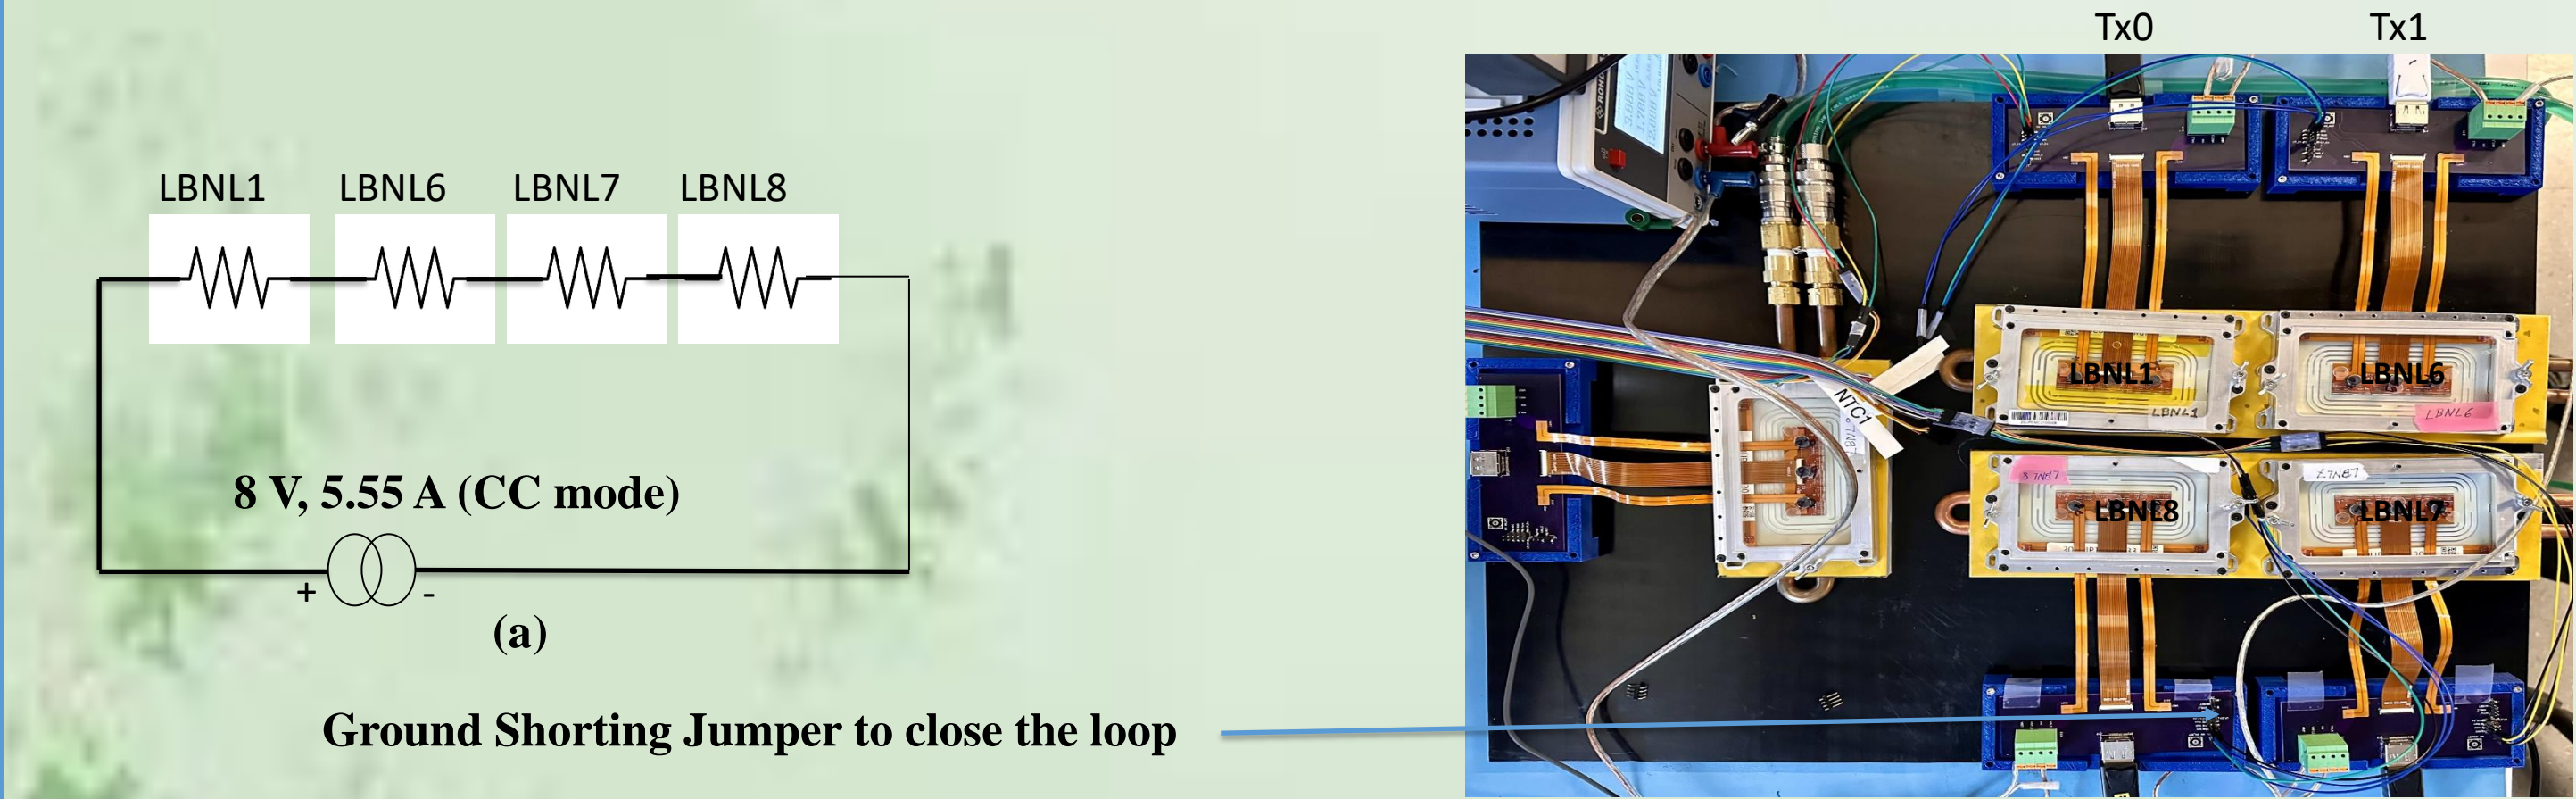 Tx0
Tx1
LBNL1
LBNL6
LBNL7
LBNL8
8 V, 5.55 A (CC mode)
+
-
(a)
Ground Shorting Jumper to close the loop
NTC1
LBNL1
LBNL1
LBNL6
LBNL6
LBNL8
LBNL7